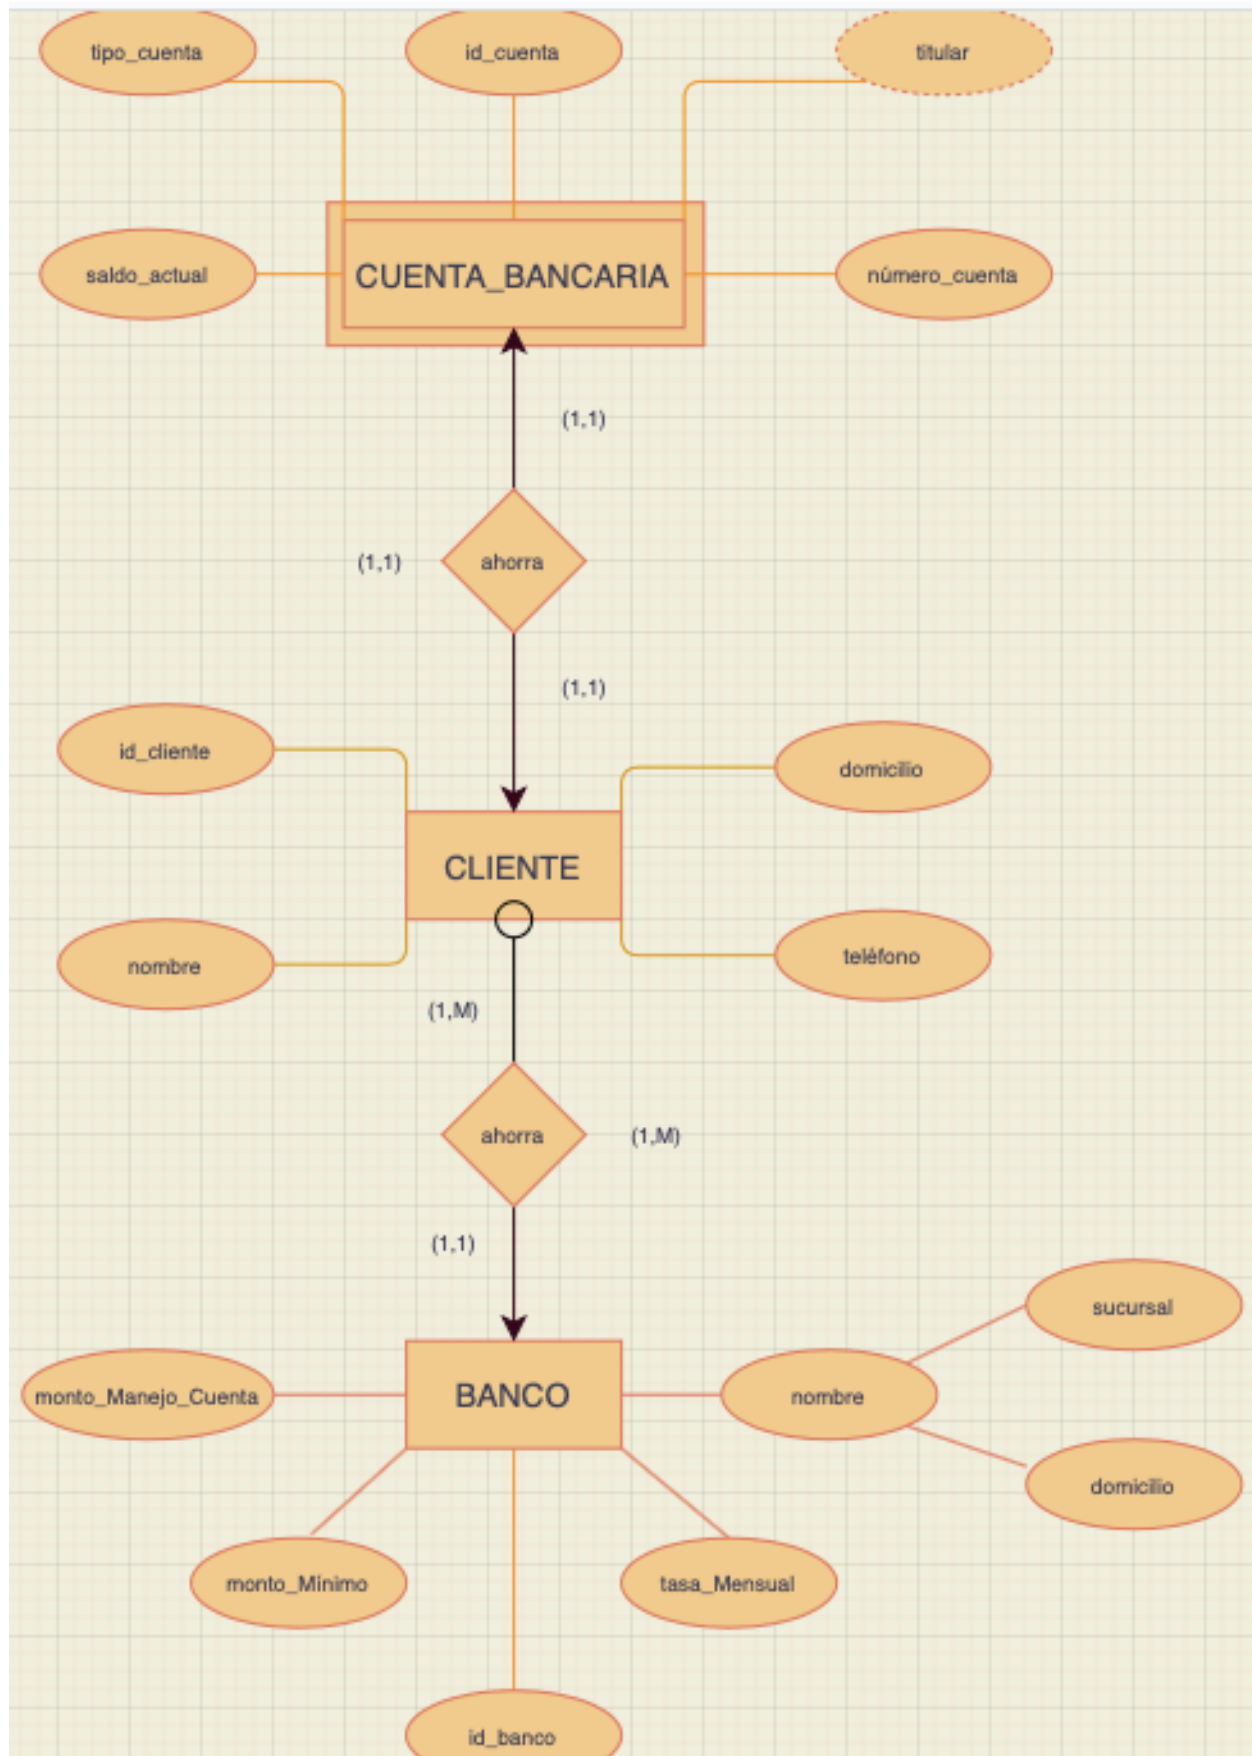 tipo_cuenta
id_cuenta
titular
saldo_actual
CUENTA_BANCARIA
número_cuenta
(1,1)
(1,1)
ahorra
(1,1)
id_cliente
domicilio
CLIENTE
nombre
teléfono
(1,M)
ahorra
(1,M)
(1,1)
sucursal
monto_Manejo_Cuenta
BANCO
nombre
domicilio
monto_Mínimo
tasa_Mensual
id_banco